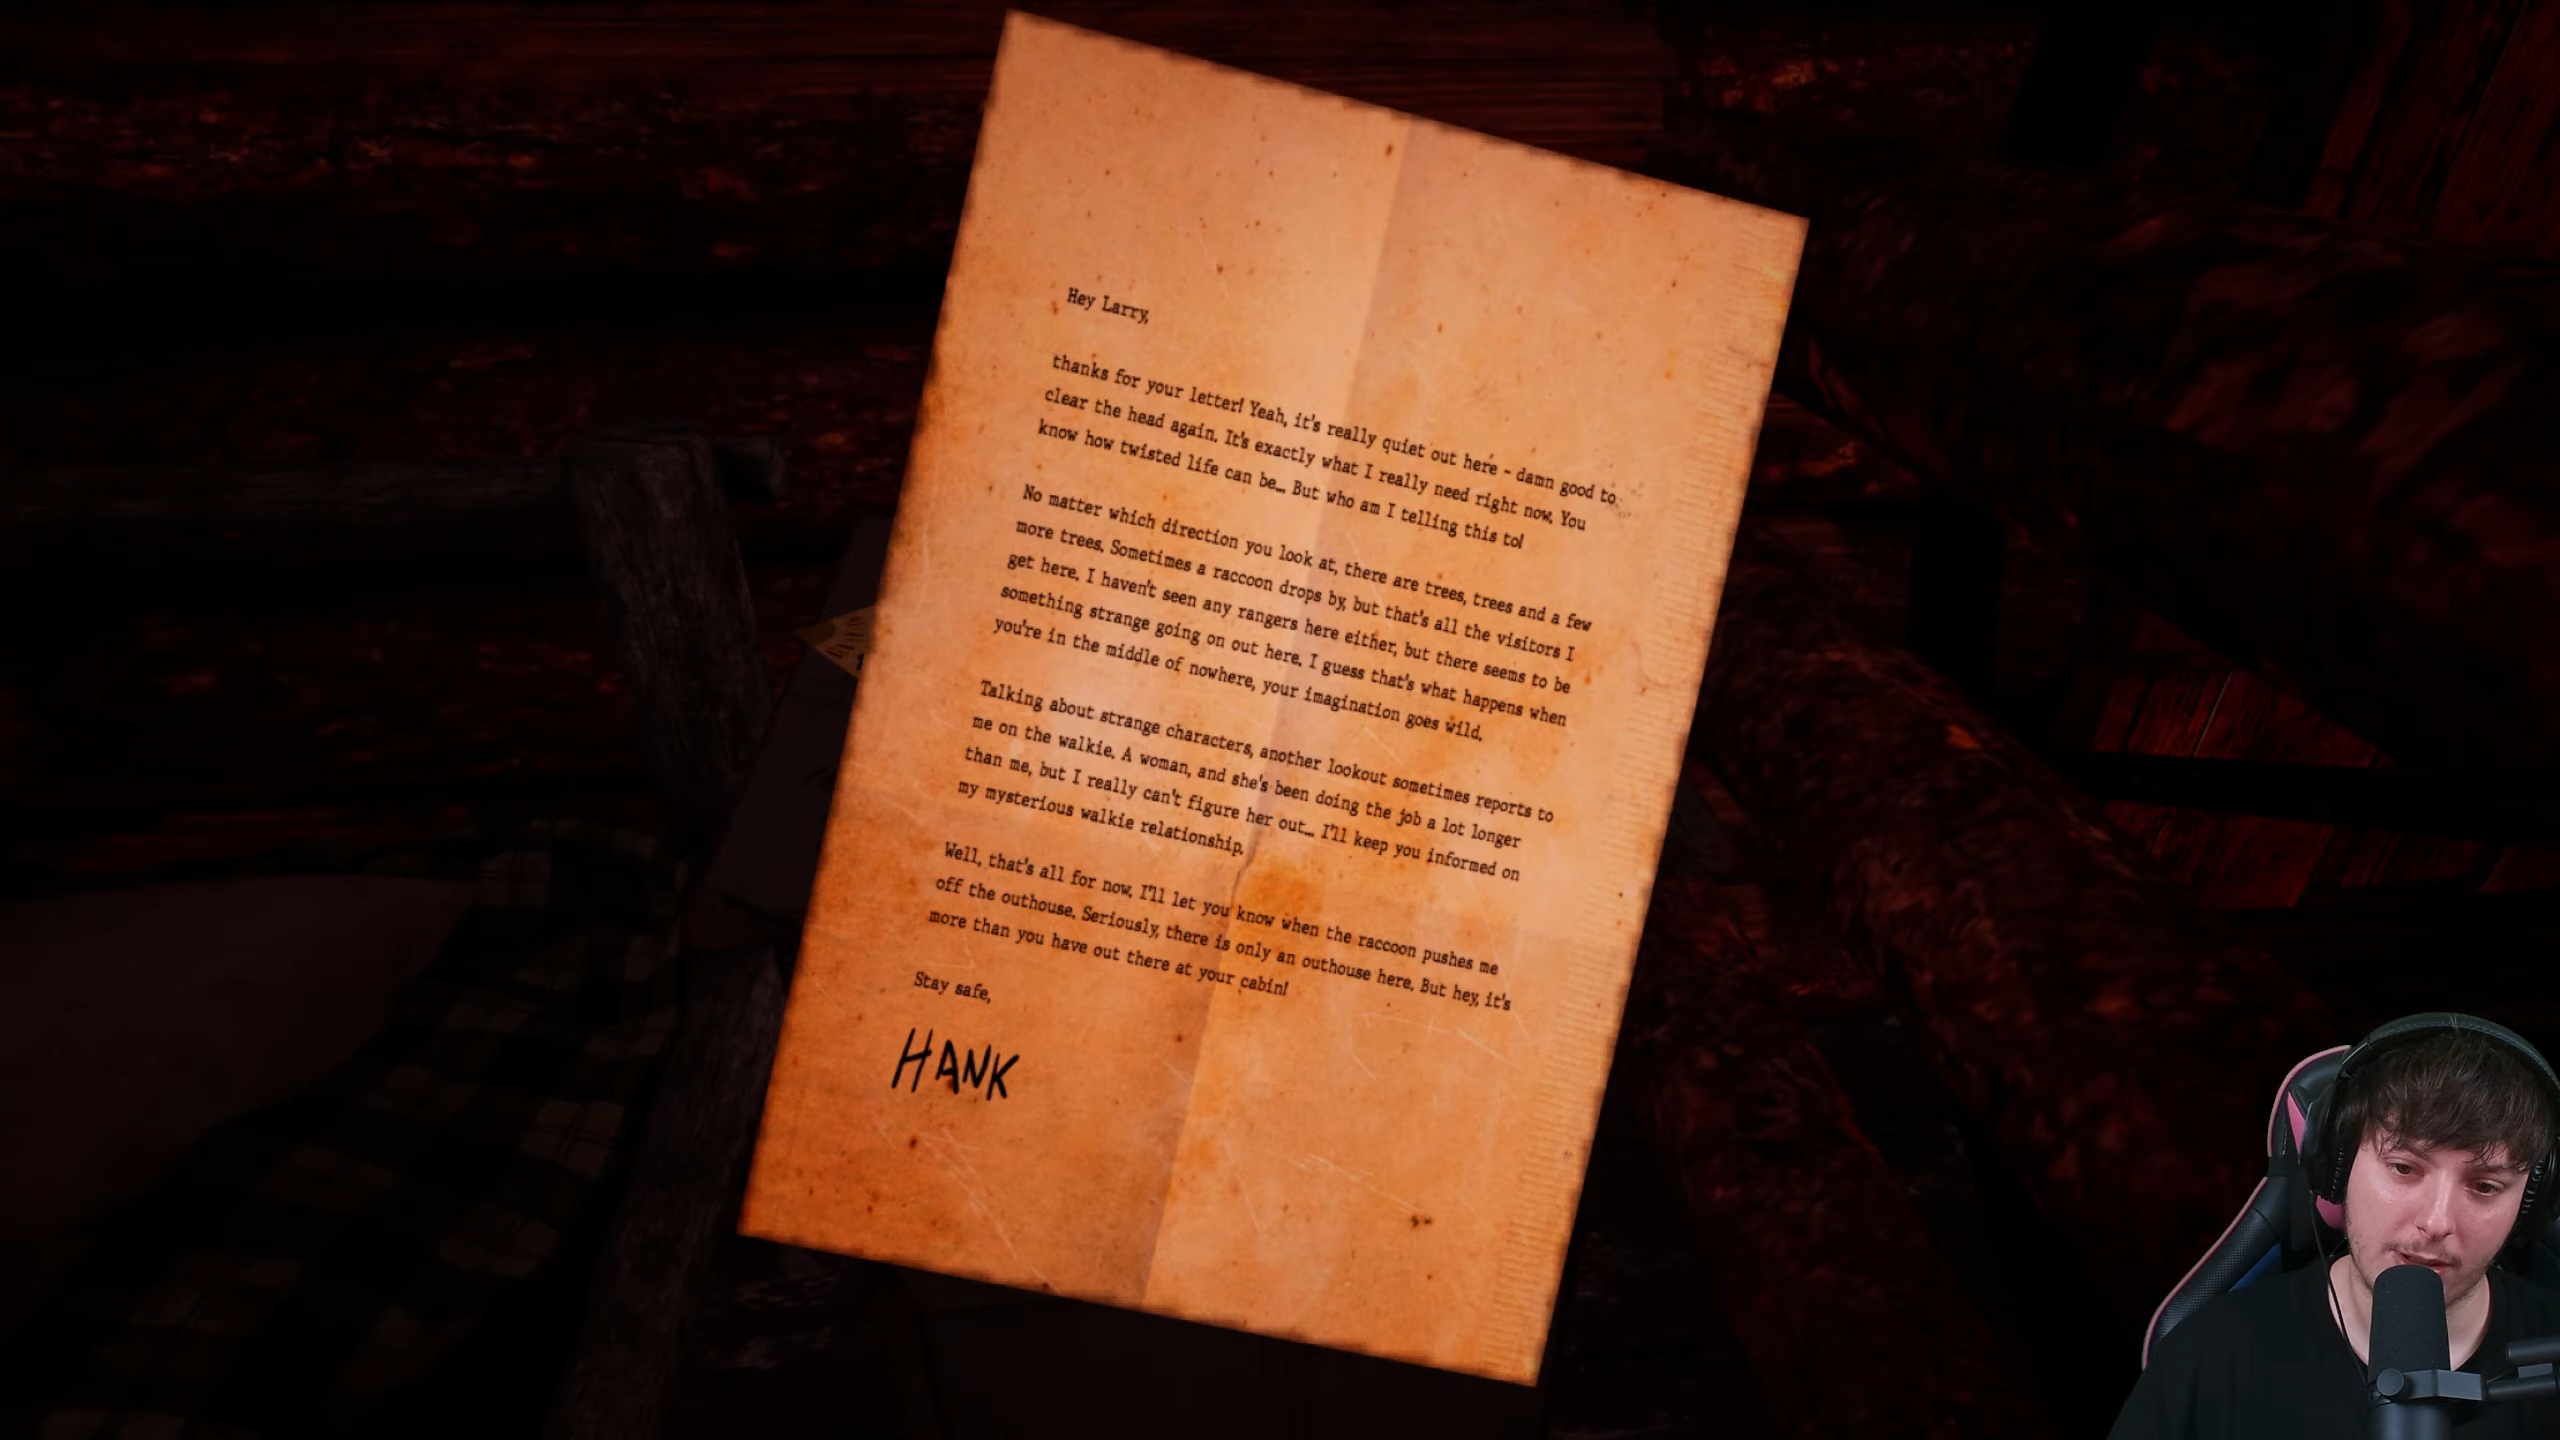 Hey Larry,
thanks for your letter! Yeah, it's really quiet out here - damn good to
clear the head again. It's exactly what I really need right now. You
know how twisted life can be... But who am I telling this to!
No matter which direction you look at, there are trees, trees and a few
more trees. Sometimes a raccoon drops by, but that's all the visitors I
get here. I haven't seen any rangers here either, but there seems to be
something strange going on out here. I guess that's what happens when
you're in the middle of nowhere, your imagination goes wild.
Talking about strange characters, another lookout sometimes reports to
me on the walkie. A woman, and she's been doing the job a lot longer
than me, but I really can't figure her out... I'll keep you informed on
my mysterious walkie relationship.
Well, that's all for now. I'll let you know when the raccoon pushes me
off the outhouse. Seriously, there is only an outhouse here. But hey, it's
more than you have out there at your cabin!
Stay safe,
HANK